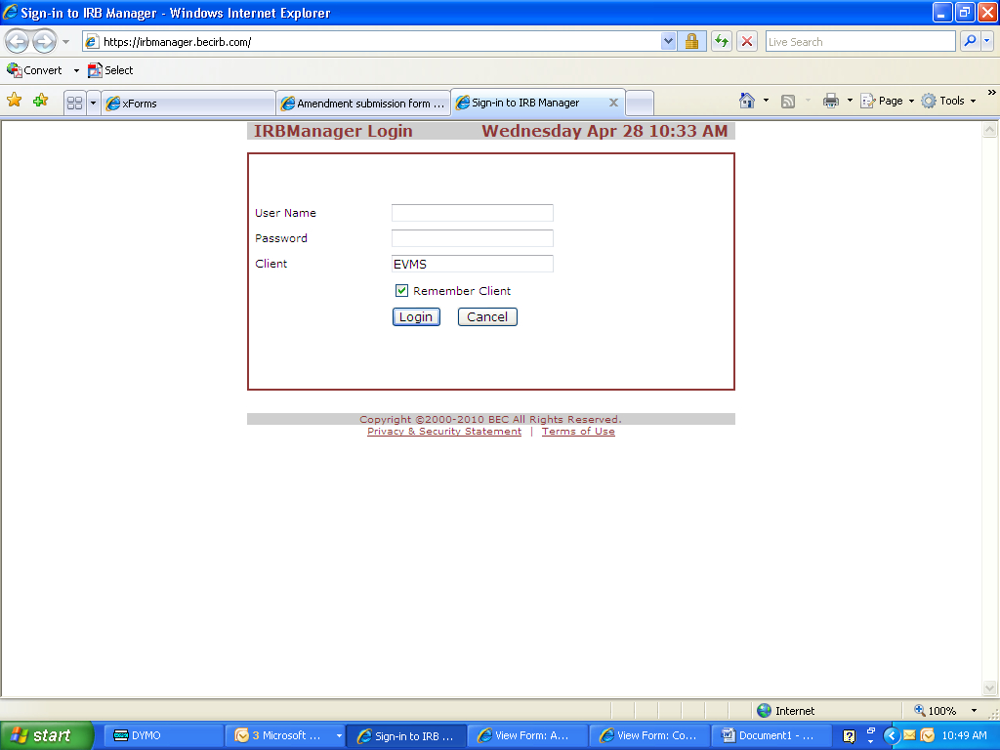 Sign-in to IRB Manager - Windows Internet Explorer
https://irbmanager.becirb.com/
Live Search
Convert Select
xForms Amendment submission form ... Sign-in to IRB Manager Page Tools »
IRBManager Login Wednesday Apr 28 10:33 AM
User Name
Password
Client EVMS
Remember Client
Login Cancel
Copyright ©2000-2010 BEC All Rights Reserved.
Privacy & Security Statement | Terms of Use
Internet 100%
start DYMO 3 Microsoft ... Sign-in to IRB ... View Form: A... View Form: Co... Document1 - ... 10:49 AM